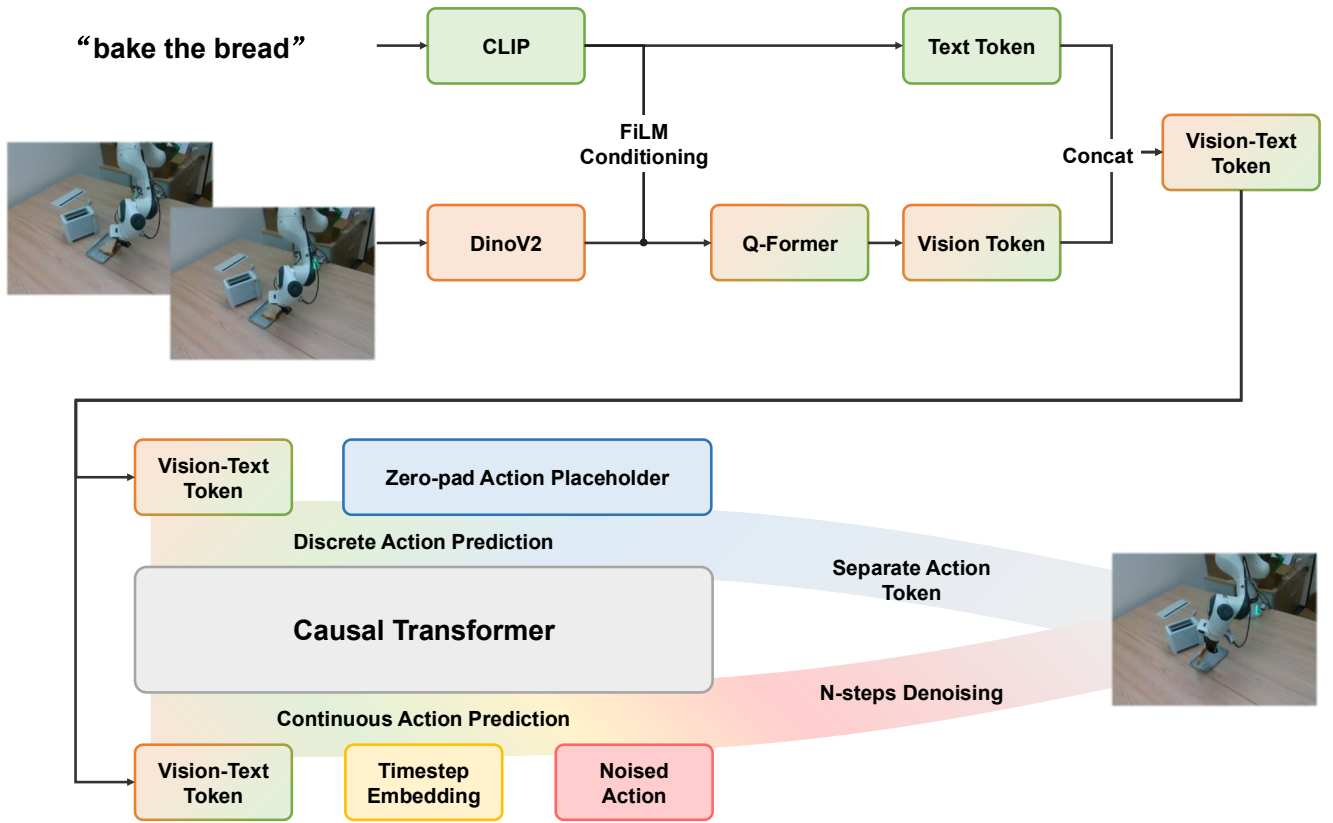 “bake the bread”
CLIP
Text Token
FiLM
Conditioning
Concat
Vision-Text
Token
DinoV2
Q-Former
Vision Token
Vision-Text
Token
Zero-pad Action Placeholder
Discrete Action Prediction
Separate Action
Token
Causal Transformer
N-steps Denoising
Continuous Action Prediction
Vision-Text
Token
Timestep
Embedding
Noised
Action